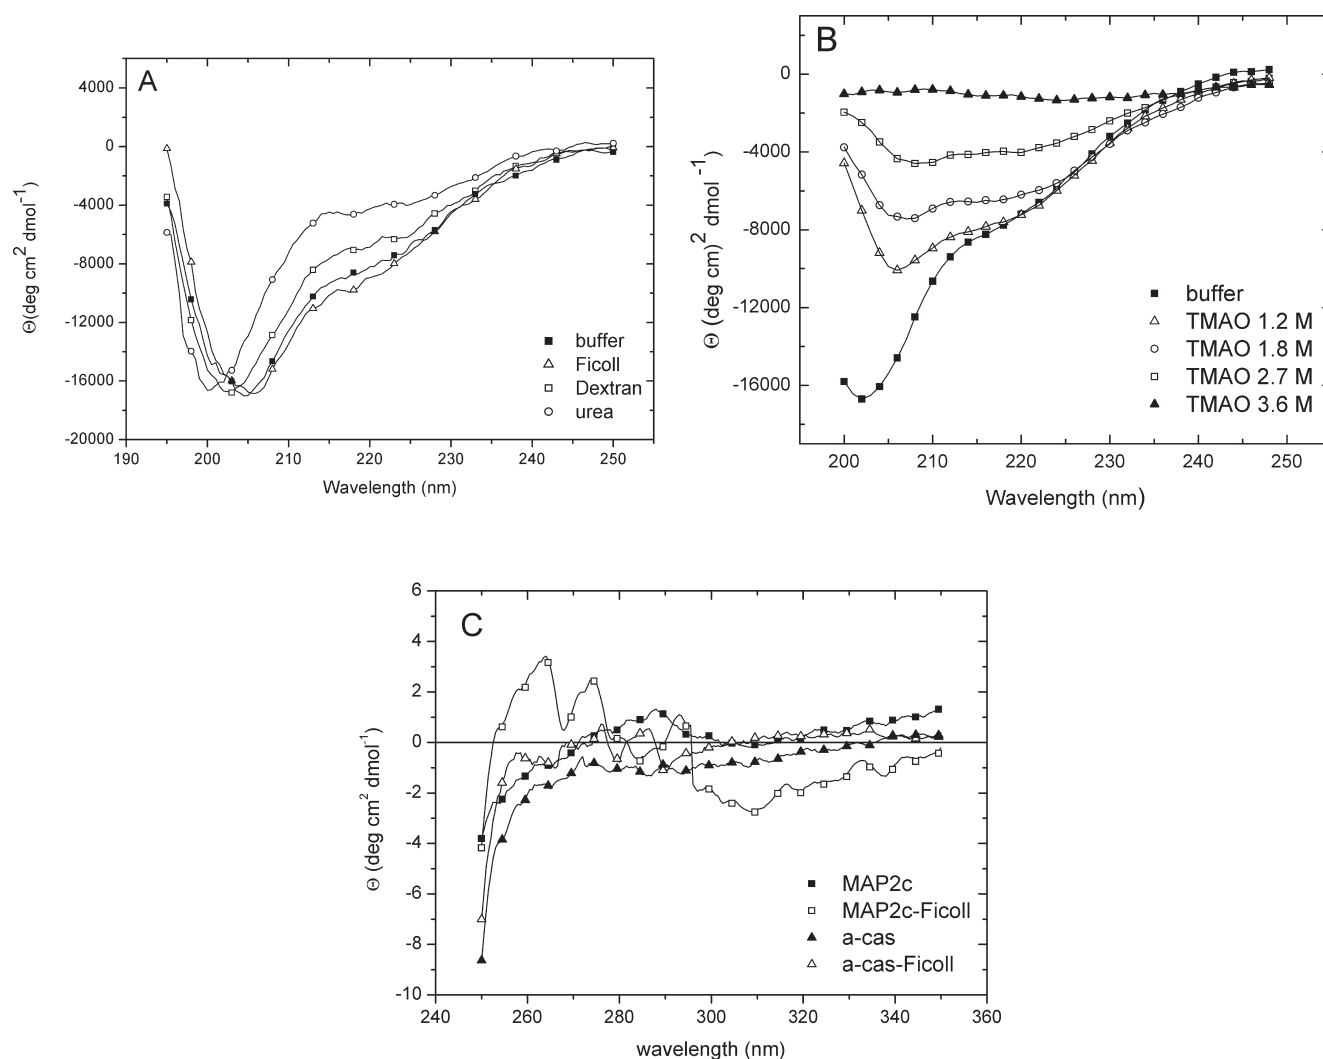 A
4000
0
-4000
-8000
-12000
-16000
-20000
190
200
210
220
230
240
250
Θ(deg cm² dmol⁻¹)
Wavelength (nm)
buffer
Ficoll
Dextran
urea
B
0
-4000
-8000
-12000
-16000
200
210
220
230
240
250
Θ (deg cm)² dmol ⁻¹)
Wavelength (nm)
buffer
TMAO 1.2 M
TMAO 1.8 M
TMAO 2.7 M
TMAO 3.6 M
C
6
4
2
0
-2
-4
-6
-8
-10
240
260
280
300
320
340
360
Θ (deg cm² dmol⁻¹)
wavelength (nm)
MAP2c
MAP2c-Ficoll
a-cas
a-cas-Ficoll